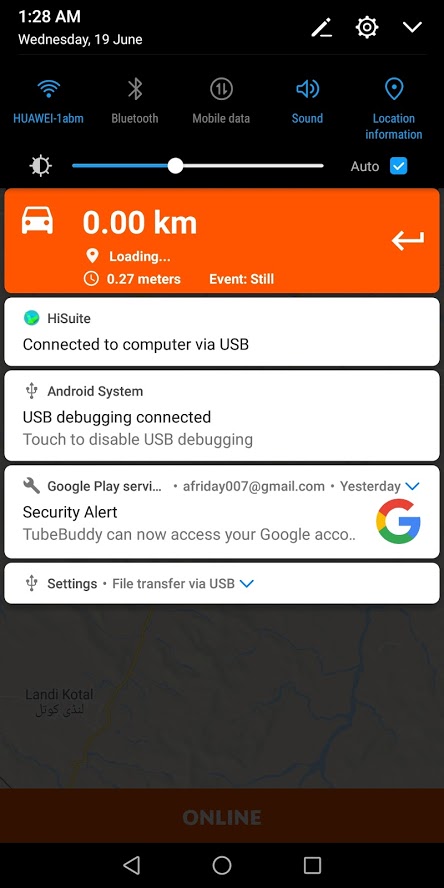 1:28 AM
Wednesday, 19 June
HUAWEI-1abm
Bluetooth
Mobile data
Sound
Location
information
Auto
0.00 km
Loading...
0.27 meters Event: Still
HiSuite
Connected to computer via USB
Android System
USB debugging connected
Touch to disable USB debugging
Google Play servi... • afriday007@gmail.com • Yesterday
Security Alert
TubeBuddy can now access your Google acco..
Settings • File transfer via USB
Landi Kotal
لنڈی کوتل
ONLINE